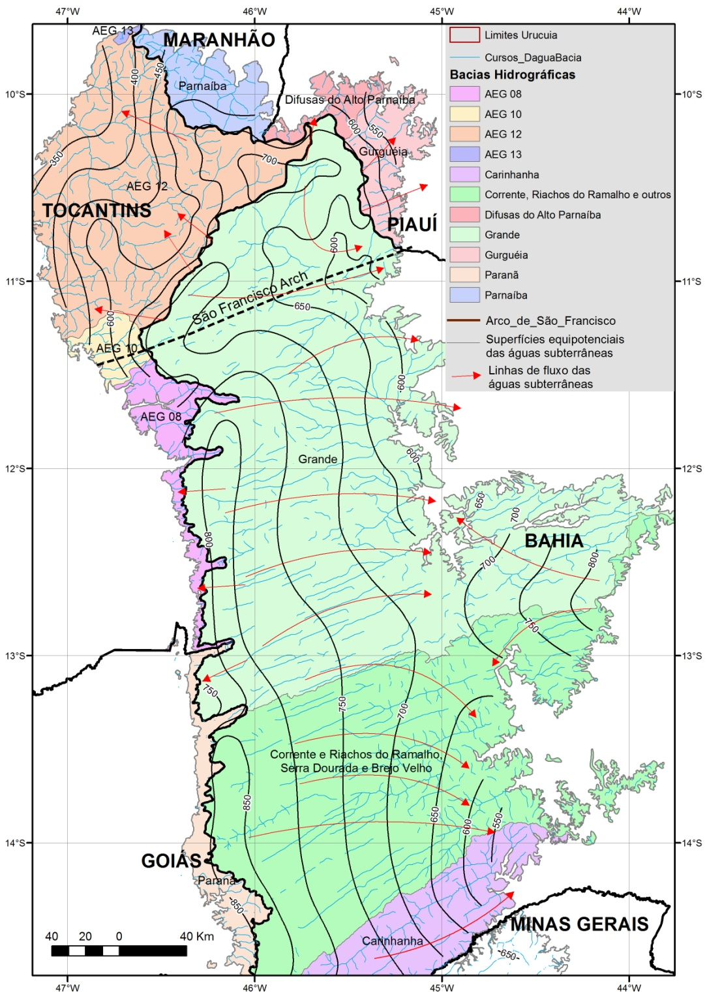 47°W
46°W
45°W
44°W
AEG 13
MARANHÃO
Limites Urucuia
Cursos_DaguaBacia
Bacias Hidrográficas
AEG 08
AEG 10
AEG 12
AEG 13
Carinhanha
Corrente, Riachos do Ramalho e outros
Difusas do Alto Parnaíba
Grande
Gurguéia
Paranã
Parnaíba
Arco_de_São_Francisco
Superfícies equipotenciais
das águas subterrâneas
Linhas de fluxo das
águas subterrâneas
450
400
Parnaíba
10°S
10°S
Difusas do Alto Parnaíba
600
550
Gurguéia
350
700
AEG 12
TOCANTINS
PIAUÍ
600
11°S
11°S
São Francisco Arch
650
600
AEG 10
600
AEG 08
600
Grande
12°S
12°S
650
700
BAHIA
800
800
700
750
13°S
13°S
750
750
700
Corrente e Riachos do Ramalho,
Serra Dourada e Brejo Velho
850
650
600
550
14°S
14°S
GOIÁS
Paranã
850
MINAS GERAIS
Carinhanha
650
40 20 0 40 Km
47°W
46°W
45°W
44°W